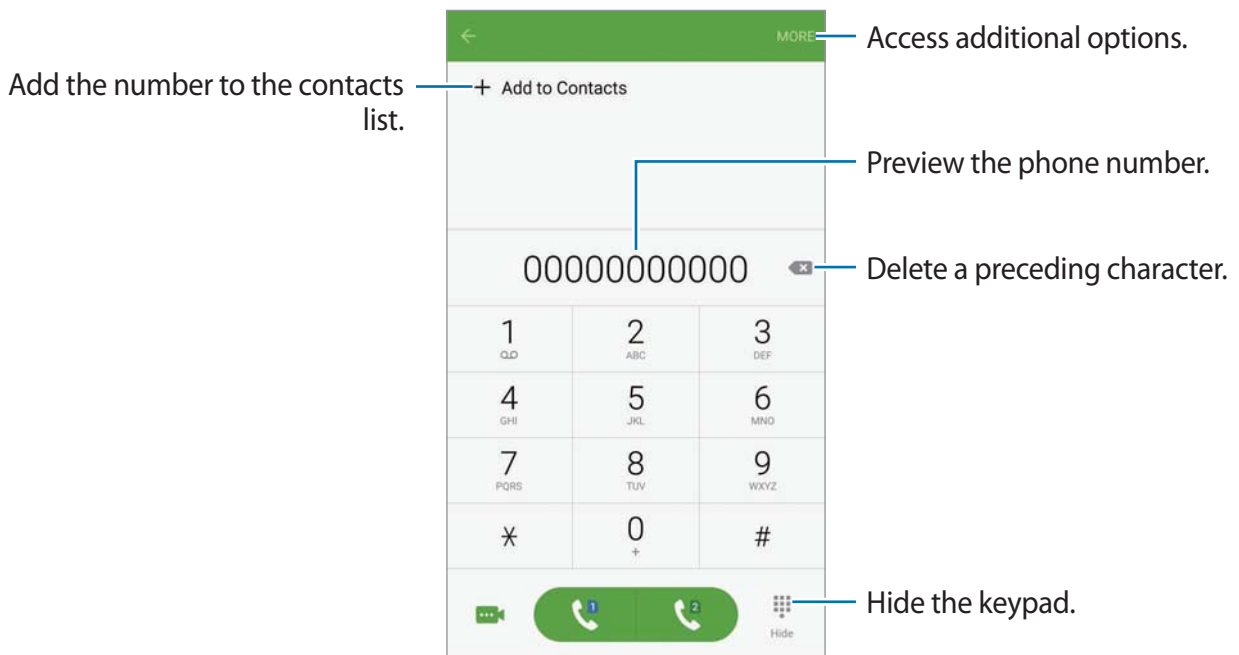 MORE
Access additional options.
Add the number to the contacts
list.
+ Add to Contacts
Preview the phone number.
00000000000
Delete a preceding character.
1 2 3
ABC DEF
4 5 6
GHI JKL MNO
7 8 9
PQRS TUV WXYZ
* 0 #
+
1 2
Hide the keypad.
Hide